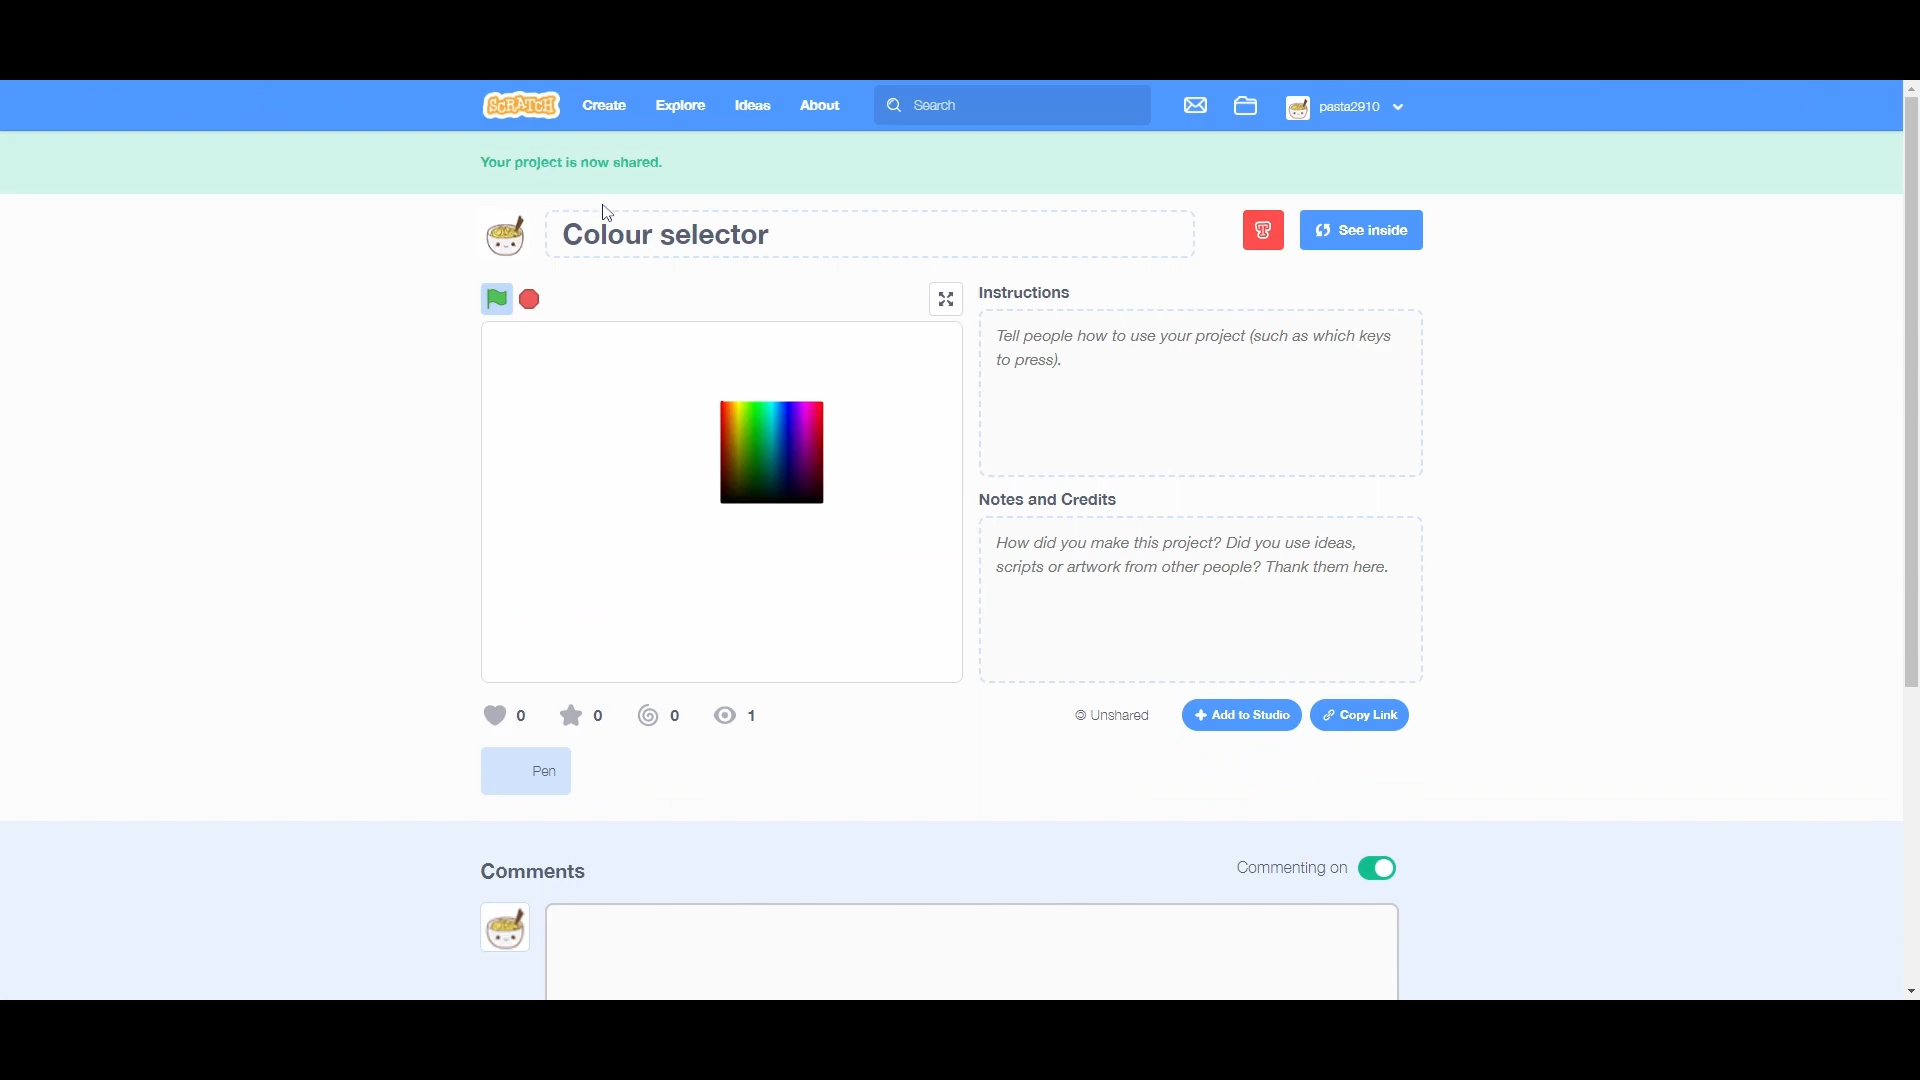 SCRATCH Create Explore Ideas About Search pasta2910
Your project is now shared.
Colour selector
See inside
Instructions
Tell people how to use your project (such as which keys
to press).
Notes and Credits
How did you make this project? Did you use ideas,
scripts or artwork from other people? Thank them here.
0 0 0 1 © Unshared Add to Studio Copy Link
Pen
Comments Commenting on